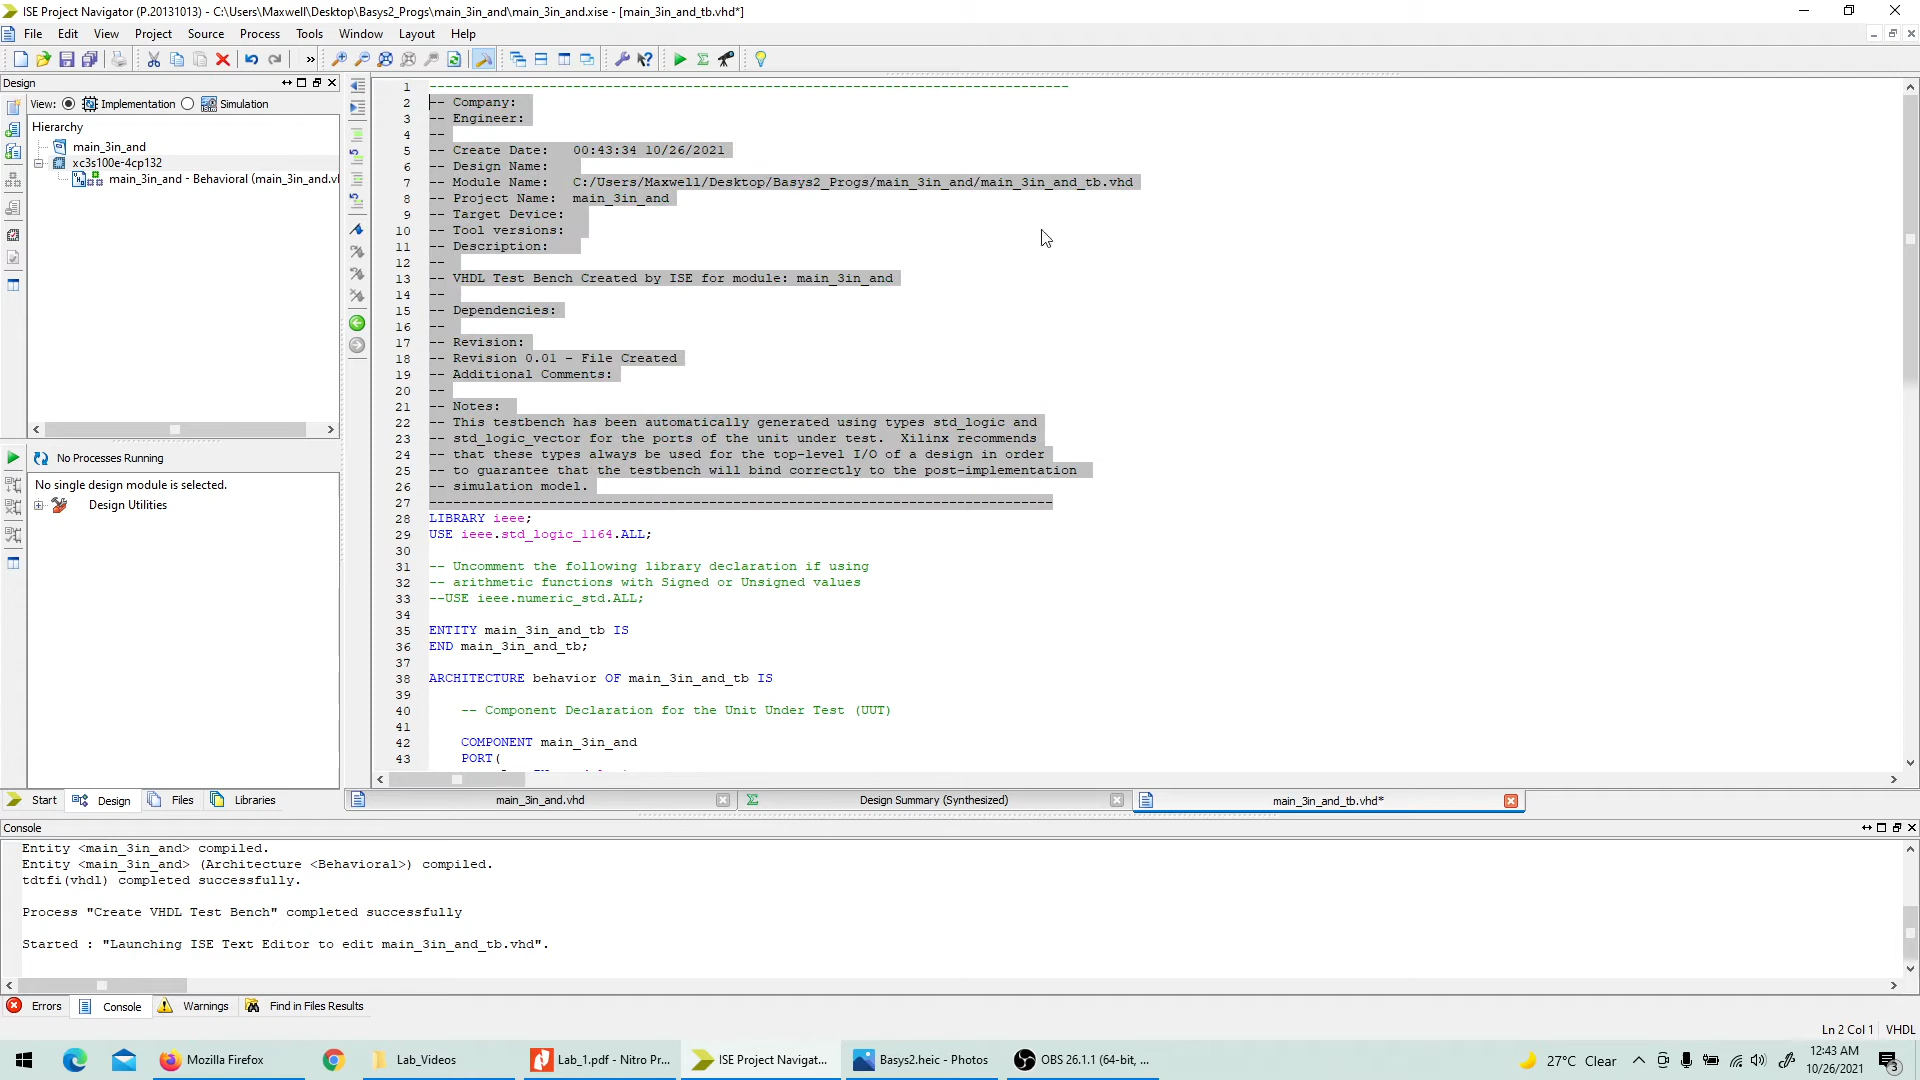 ISE Project Navigator (P.20131013) - C:\Users\Maxwell\Desktop\Basys2_Progs\main_3in_and\main_3in_and.xise - [main_3in_and_tb.vhd*]
File Edit View Project Source Process Tools Window Layout Help
»
Design
View: Implementation Simulation
Hierarchy
main_3in_and
xc3s100e-4cp132
main_3in_and - Behavioral (main_3in_and.vl
No Processes Running
No single design module is selected.
Design Utilities
Start Design Files Libraries
1 --------------------------------------------------------------------------------
2 -- Company:
3 -- Engineer:
4 --
5 -- Create Date:   00:43:34 10/26/2021
6 -- Design Name:
7 -- Module Name:   C:/Users/Maxwell/Desktop/Basys2_Progs/main_3in_and/main_3in_and_tb.vhd
8 -- Project Name:  main_3in_and
9 -- Target Device:
10 -- Tool versions:
11 -- Description:
12 --
13 -- VHDL Test Bench Created by ISE for module: main_3in_and
14 --
15 -- Dependencies:
16 --
17 -- Revision:
18 -- Revision 0.01 - File Created
19 -- Additional Comments:
20 --
21 -- Notes:
22 -- This testbench has been automatically generated using types std_logic and
23 -- std_logic_vector for the ports of the unit under test.  Xilinx recommends
24 -- that these types always be used for the top-level I/O of a design in order
25 -- to guarantee that the testbench will bind correctly to the post-implementation
26 -- simulation model.
27 --------------------------------------------------------------------------------
28 LIBRARY ieee;
29 USE ieee.std_logic_1164.ALL;
30
31 -- Uncomment the following library declaration if using
32 -- arithmetic functions with Signed or Unsigned values
33 --USE ieee.numeric_std.ALL;
34
35 ENTITY main_3in_and_tb IS
36 END main_3in_and_tb;
37
38 ARCHITECTURE behavior OF main_3in_and_tb IS
39
40 -- Component Declaration for the Unit Under Test (UUT)
41
42 COMPONENT main_3in_and
43 PORT(
main_3in_and.vhd Design Summary (Synthesized) main_3in_and_tb.vhd*
Console
Entity <main_3in_and> compiled.
Entity <main_3in_and> (Architecture <Behavioral>) compiled.
tdtfi(vhdl) completed successfully.
Process "Create VHDL Test Bench" completed successfully
Started : "Launching ISE Text Editor to edit main_3in_and_tb.vhd".
Errors Console Warnings Find in Files Results
Ln 2 Col 1 VHDL
Mozilla Firefox Lab_Videos Lab_1.pdf - Nitro Pr... ISE Project Navigat... Basys2.heic - Photos OBS 26.1.1 (64-bit, ... 27°C Clear
12:43 AM
10/26/2021
3